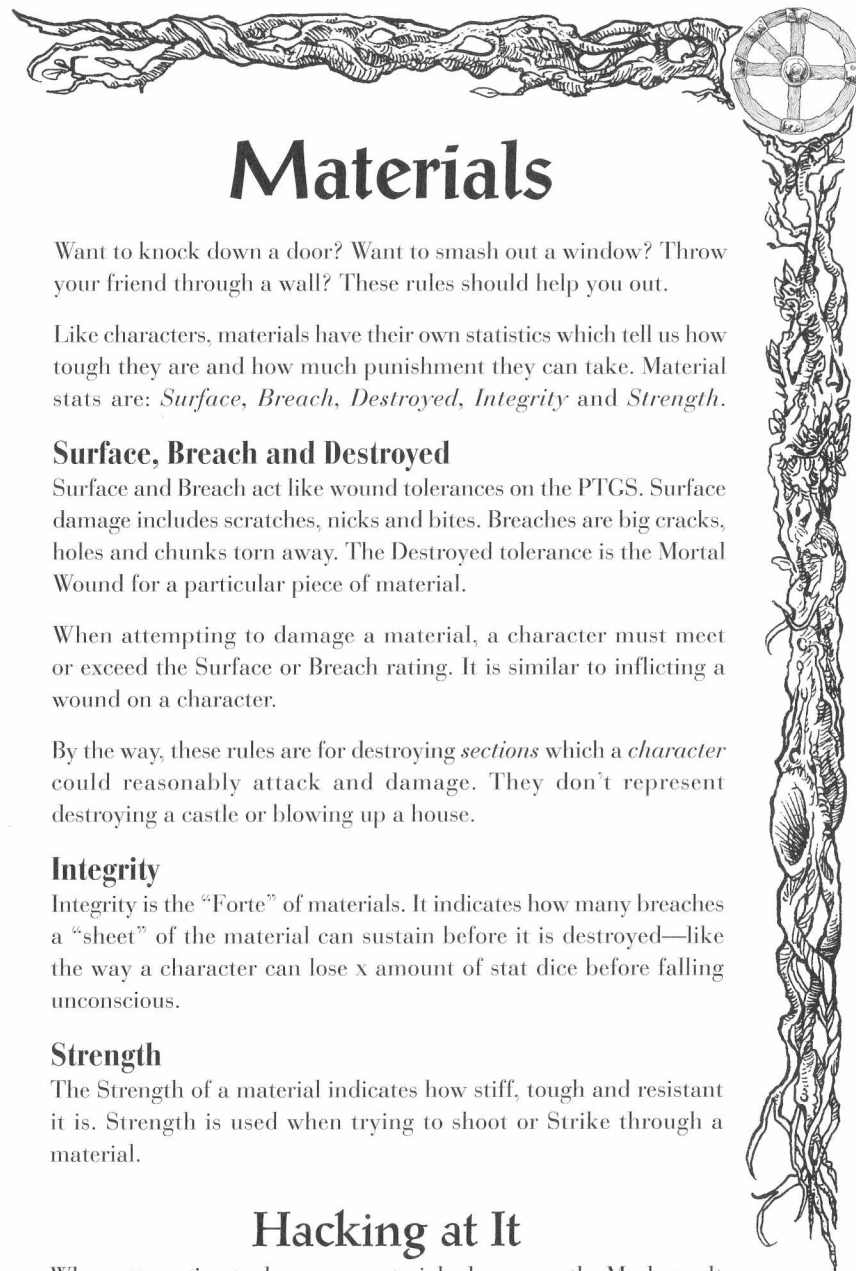 Materials
Want to knock down a door? Want to smash out a window? Throw
your friend through a wall? These rules should help you out.
Like characters, materials have their own statistics which tell us how
tough they are and how much punishment they can take. Material
stats are: Surface, Breach, Destroyed, Integrity and Strength.
Surface, Breach and Destroyed
Surface and Breach act like wound tolerances on the PTGS. Surface
damage includes scratches, nicks and bites. Breaches are big cracks,
holes and chunks torn away. The Destroyed tolerance is the Mortal
Wound for a particular piece of material.
When attempting to damage a material, a character must meet
or exceed the Surface or Breach rating. It is similar to inflicting a
wound on a character.
By the way, these rules are for destroying sections which a character
could reasonably attack and damage. They don't represent
destroying a castle or blowing up a house.
Integrity
Integrity is the “Forte” of materials. It indicates how many breaches
a “sheet” of the material can sustain before it is destroyed—like
the way a character can lose x amount of stat dice before falling
unconscious.
Strength
The Strength of a material indicates how stiff, tough and resistant
it is. Strength is used when trying to shoot or Strike through a
material.
Hacking at It